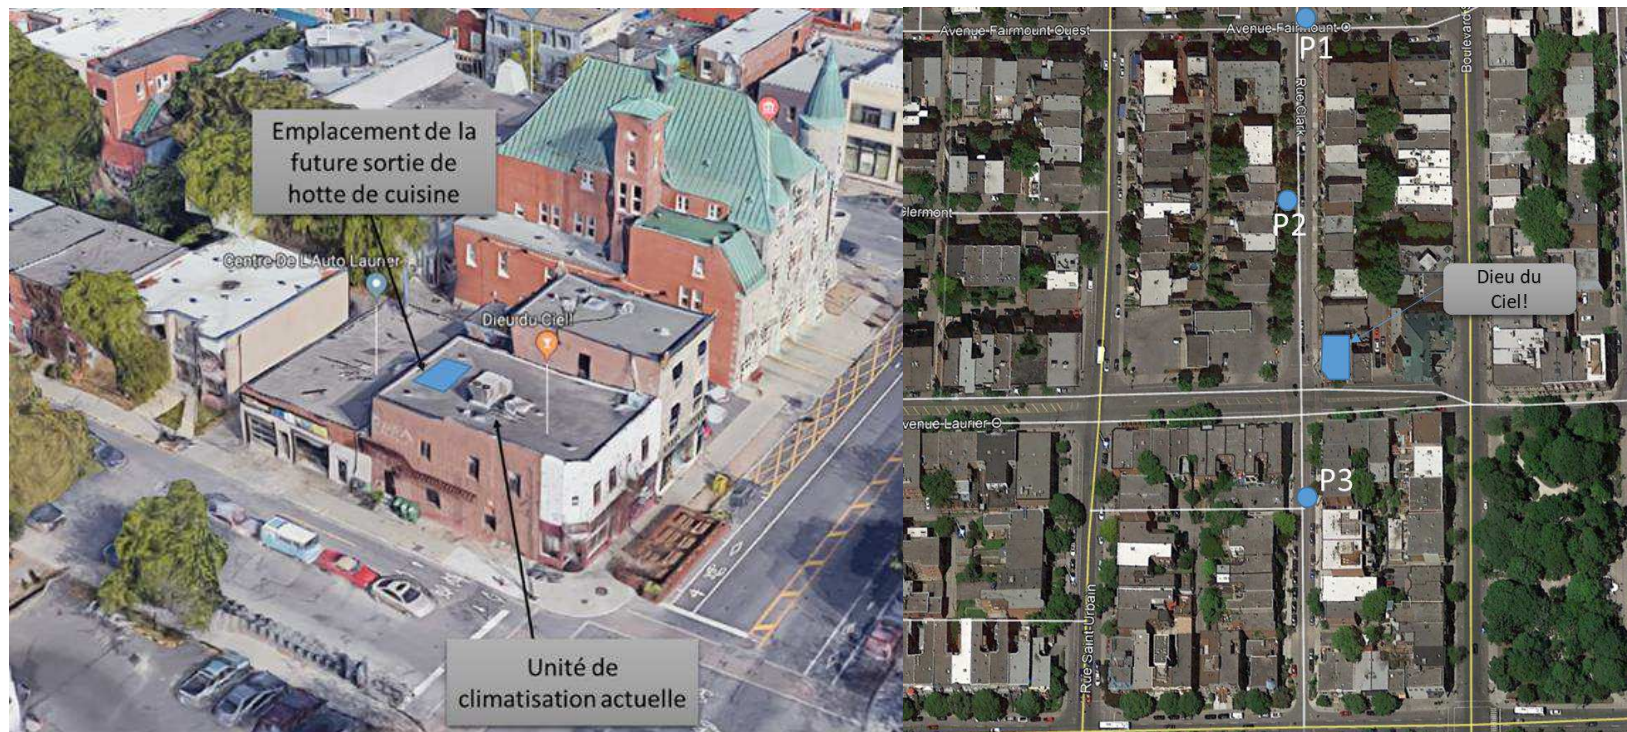 Emplacement de la
future sortie de
hotte de cuisine
Centre De L'Auto Laurier
Dieu du Ciel!
Unité de
climatisation actuelle
Avenue Fairmount Ouest
Avenue Fairmount O
P1
Rue Clark
Boulevard
Clermont
P2
Dieu du
Ciel!
Avenue Laurier O
P3
Rue Saint-Urbain